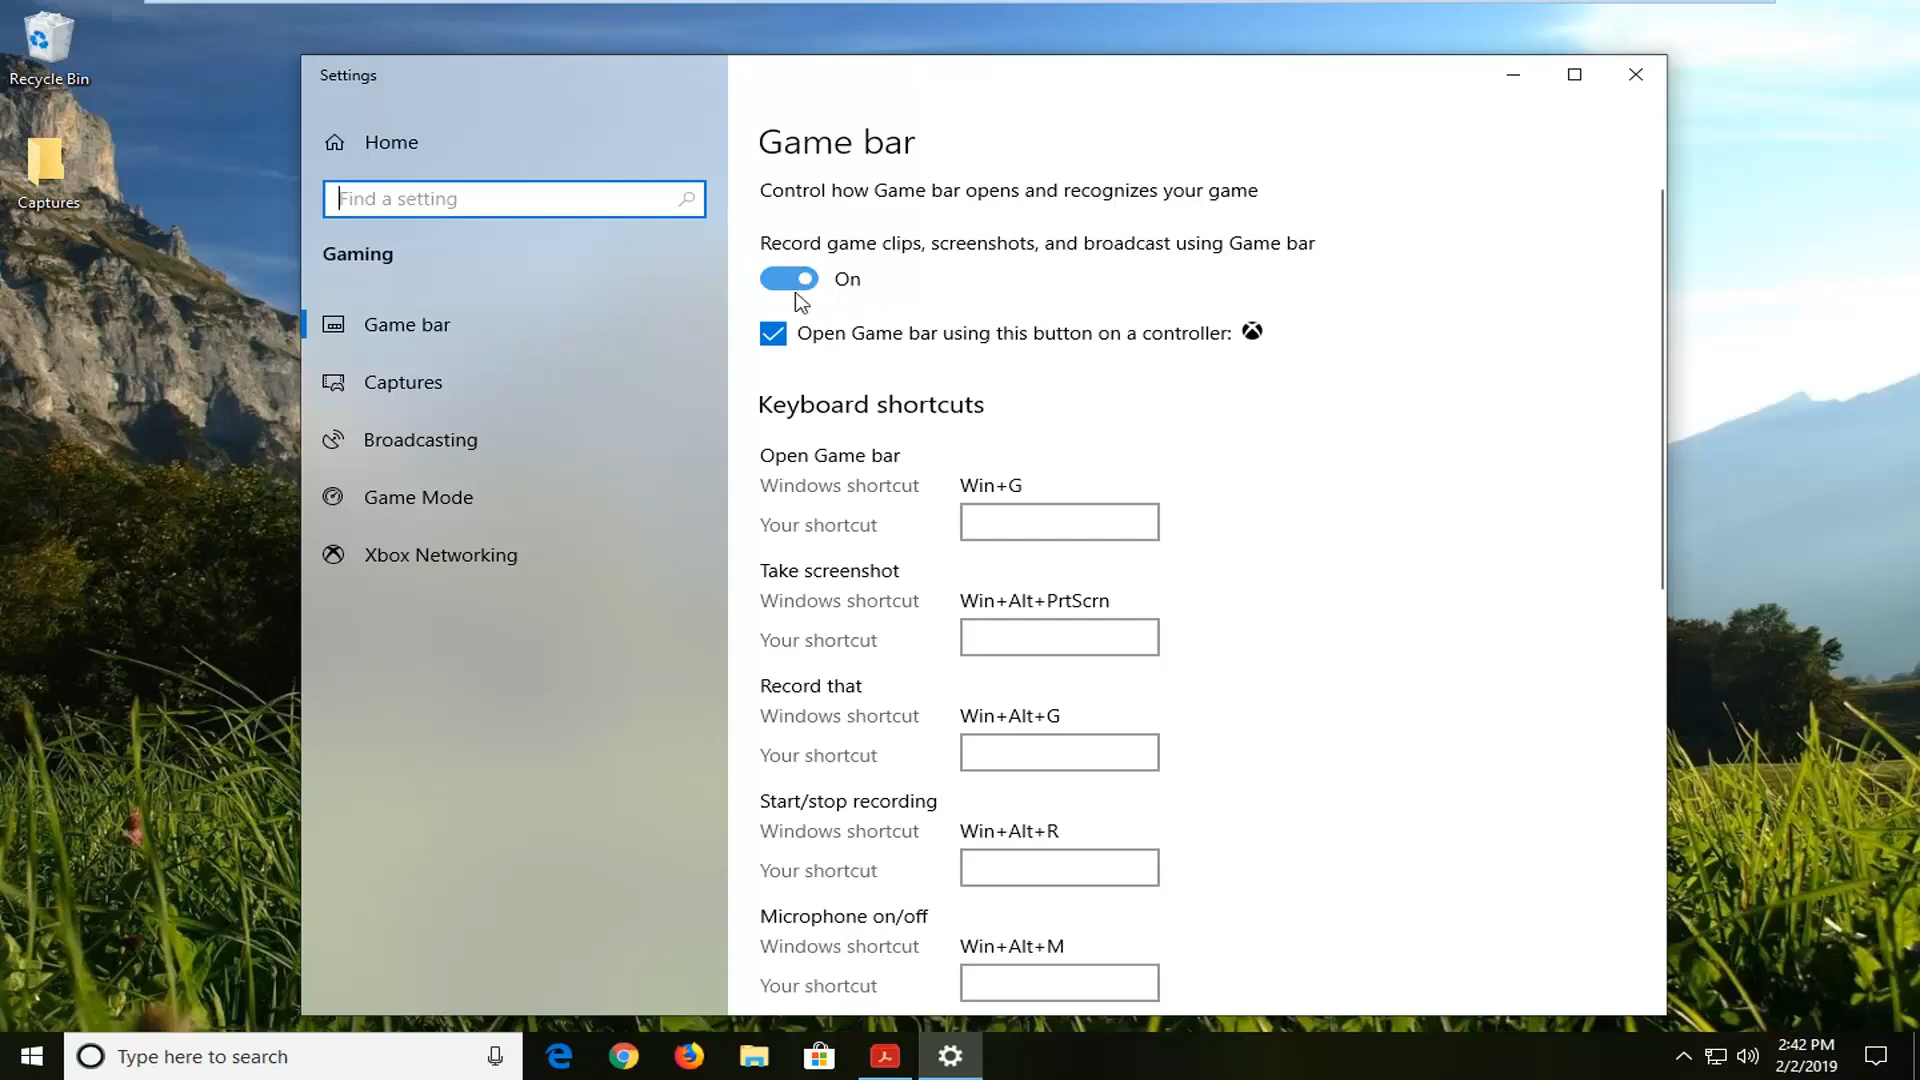 Recycle Bin
Captures
Settings
Home
Find a setting
Gaming
Game bar
Captures
Broadcasting
Game Mode
Xbox Networking
Game bar
Control how Game bar opens and recognizes your game
Record game clips, screenshots, and broadcast using Game bar
On
Open Game bar using this button on a controller:
Keyboard shortcuts
Open Game bar
Windows shortcut Win+G
Your shortcut
Take screenshot
Windows shortcut Win+Alt+PrtScrn
Your shortcut
Record that
Windows shortcut Win+Alt+G
Your shortcut
Start/stop recording
Windows shortcut Win+Alt+R
Your shortcut
Microphone on/off
Windows shortcut Win+Alt+M
Your shortcut
Type here to search
2:42 PM
2/2/2019